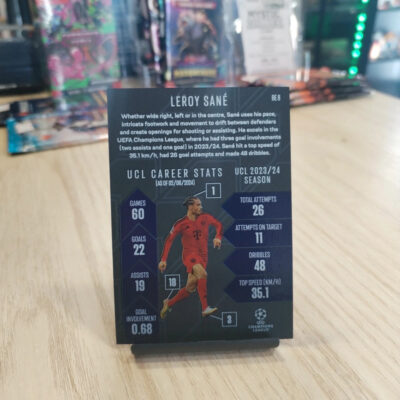 LEROY SANÉ
RE 8
Whether wide right, left or in the centre, Sané uses his pace,
intricate footwork and movement to drift between defenders
and create openings for shooting or assisting. He excels in the
UEFA Champions League, where he had three goal involvements
(two assists and one goal) in 2023/24. Sané hit a top speed of
35.1 km/h, had 26 goal attempts and made 48 dribbles.
UCL CAREER STATS
(AS OF 05/06/2024)
GAMES
60
GOALS
22
ASSISTS
19
GOAL
INVOLVEMENT
0.68
1
18
3
UCL 2023/24
SEASON
TOTAL ATTEMPTS
26
ATTEMPTS ON TARGET
11
DRIBBLES
48
TOP SPEED (KM/H)
35.1
UEFA
CHAMPIONS
LEAGUE